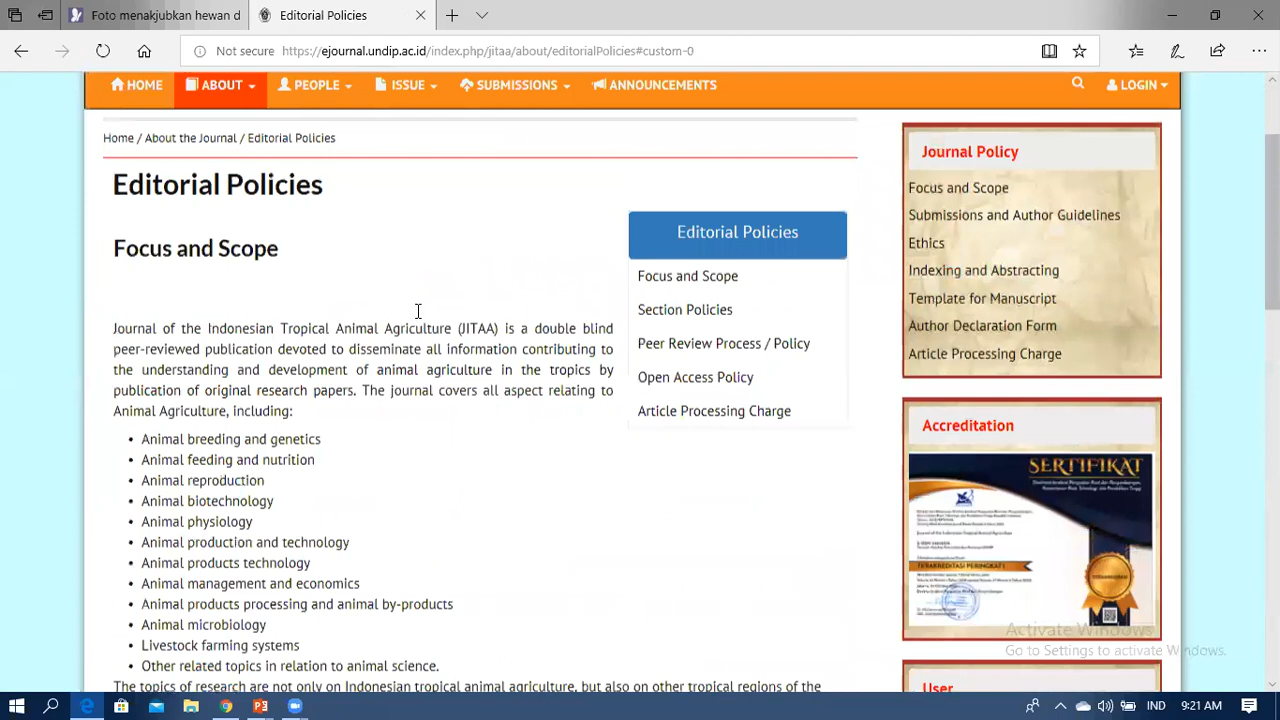 Foto menakjubkan hewan d
Editorial Policies
Not secure https://ejournal.undip.ac.id/index.php/jitaa/about/editorialPolicies#custom-0
HOME ABOUT PEOPLE ISSUE SUBMISSIONS ANNOUNCEMENTS LOGIN
Home / About the Journal / Editorial Policies
Editorial Policies
Focus and Scope
Journal of the Indonesian Tropical Animal Agriculture (JITAA) is a double blind
peer-reviewed publication devoted to disseminate all information contributing to
the understanding and development of animal agriculture in the tropics by
publication of original research papers. The journal covers all aspect relating to
Animal Agriculture, including:
• Animal breeding and genetics
• Animal feeding and nutrition
• Animal reproduction
• Animal biotechnology
• Animal physiology
• Animal production and technology
• Animal process technology
• Animal management and economics
• Animal product processing and animal by-products
• Animal microbiology
• Livestock farming systems
• Other related topics in relation to animal science.
The topics of research are not only on Indonesian tropical animal agriculture, but also on other tropical regions of the
Editorial Policies
Focus and Scope
Section Policies
Peer Review Process / Policy
Open Access Policy
Article Processing Charge
Journal Policy
Focus and Scope
Submissions and Author Guidelines
Ethics
Indexing and Abstracting
Template for Manuscript
Author Declaration Form
Article Processing Charge
Accreditation
SERTIFIKAT
TERAKREDITASI PERINGKAT 1
User
Activate Windows
Go to Settings to activate Windows.
IND 9:21 AM